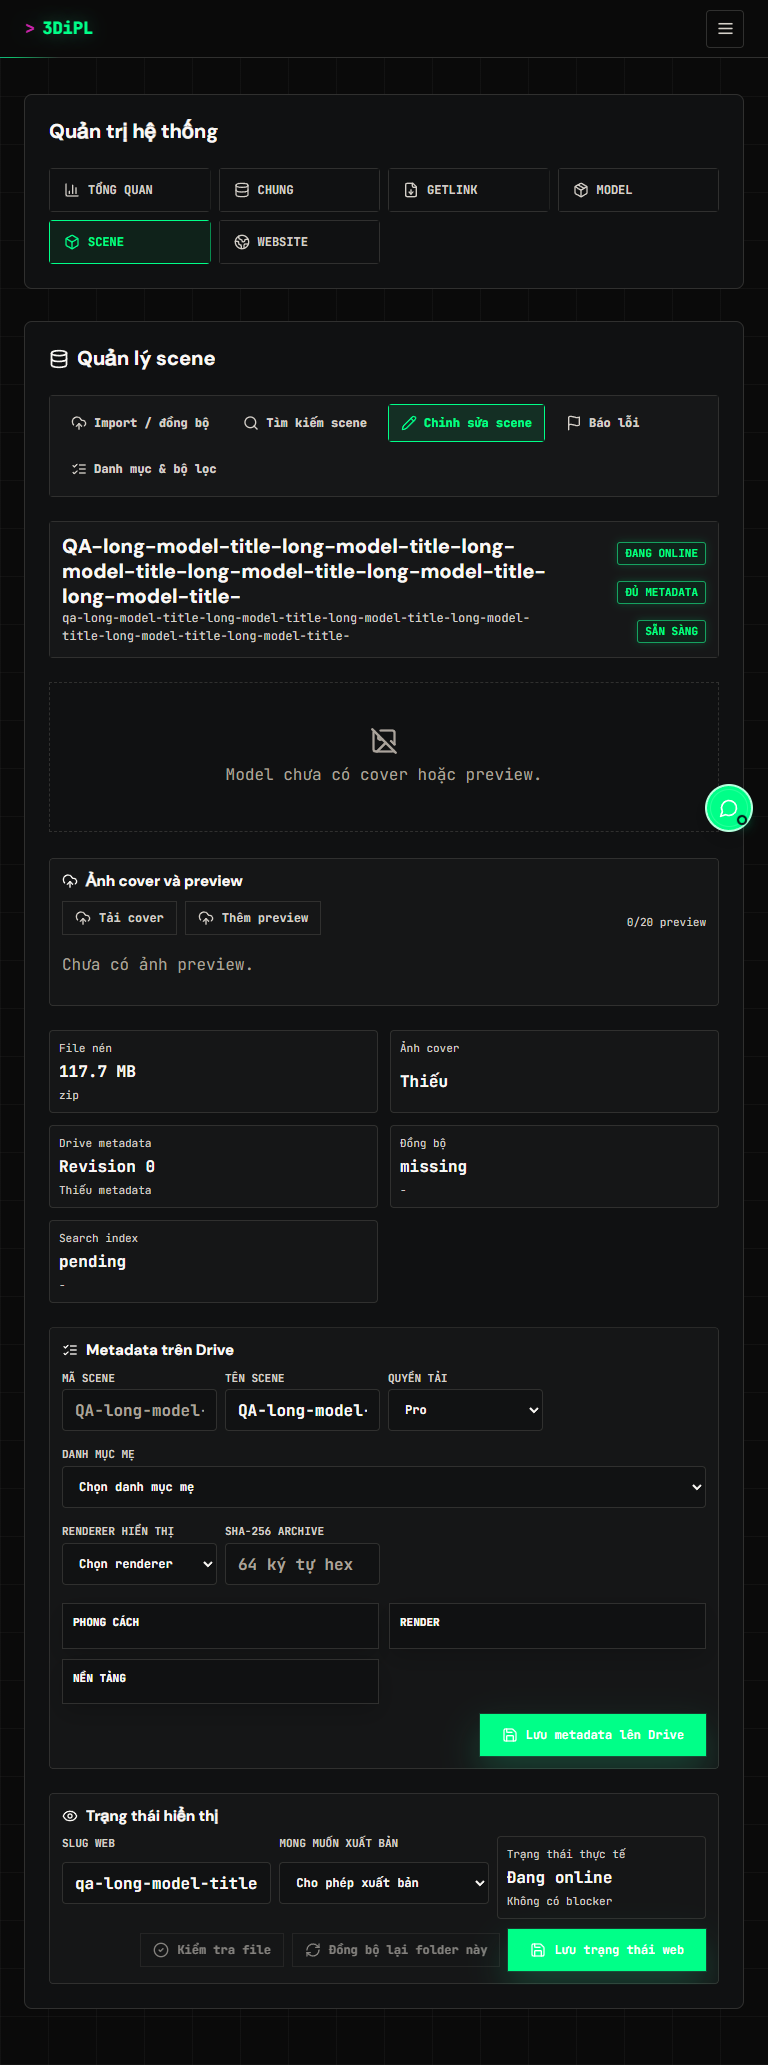 > 3DiPL
Quản trị hệ thống
TỔNG QUAN
CHUNG
GETLINK
MODEL
SCENE
WEBSITE
Quản lý scene
Import / đồng bộ
Tìm kiếm scene
Chỉnh sửa scene
Báo lỗi
Danh mục & bộ lọc
QA-long-model-title-long-model-title-long-
model-title-long-model-title-long-model-title-
long-model-title-
qa-long-model-title-long-model-title-long-model-title-long-model-
title-long-model-title-long-model-title-
ĐANG ONLINE
ĐỦ METADATA
SẴN SÀNG
Model chưa có cover hoặc preview.
Ảnh cover và preview
Tải cover
Thêm preview
0/20 preview
Chưa có ảnh preview.
File nén
117.7 MB
zip
Ảnh cover
Thiếu
Drive metadata
Revision 0
Thiếu metadata
Đồng bộ
missing
-
Search index
pending
-
Metadata trên Drive
MÃ SCENE
TÊN SCENE
QUYỀN TẢI
QA-long-model-
QA-long-model-
Pro
DANH MỤC MẸ
Chọn danh mục mẹ
RENDERER HIỂN THỊ
SHA-256 ARCHIVE
Chọn renderer
64 ký tự hex
PHONG CÁCH
RENDER
NỀN TẢNG
Lưu metadata lên Drive
Trạng thái hiển thị
SLUG WEB
MONG MUỐN XUẤT BẢN
qa-long-model-title
Cho phép xuất bản
Trạng thái thực tế
Đang online
Không có blocker
Kiểm tra file
Đồng bộ lại folder này
Lưu trạng thái web